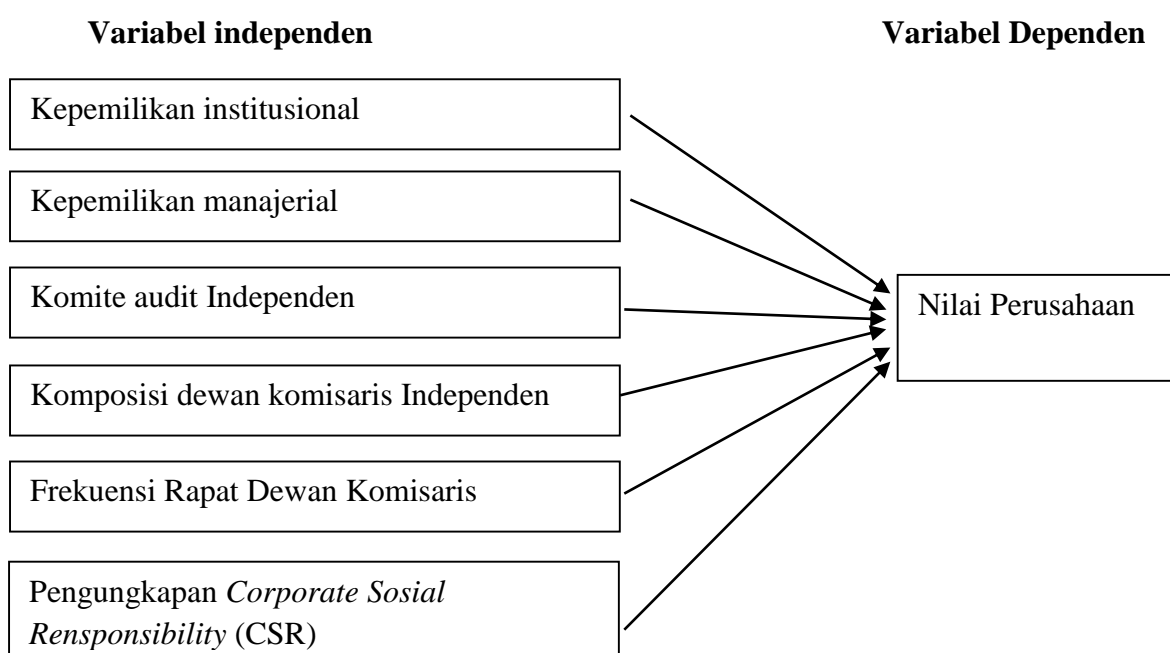 Variabel independen
Variabel Dependen
Kepemilikan institusional
Kepemilikan manajerial
Komite audit Independen
Komposisi dewan komisaris Independen
Frekuensi Rapat Dewan Komisaris
Pengungkapan Corporate Sosial
Rensponsibility (CSR)
Nilai Perusahaan